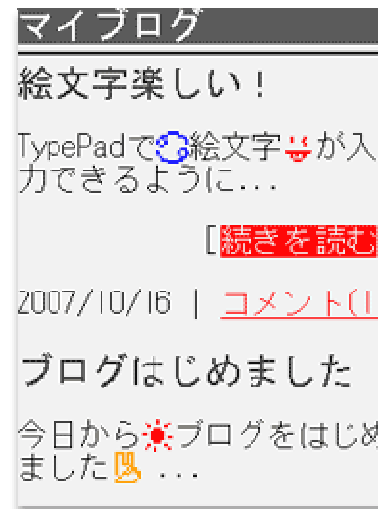 マイブログ
絵文字楽しい！
TypePadで絵文字が入
力できるように...
[続きを読む
2007/10/16 | コメント(1
ブログはじめました
今日からブログをはじめ
ました ...